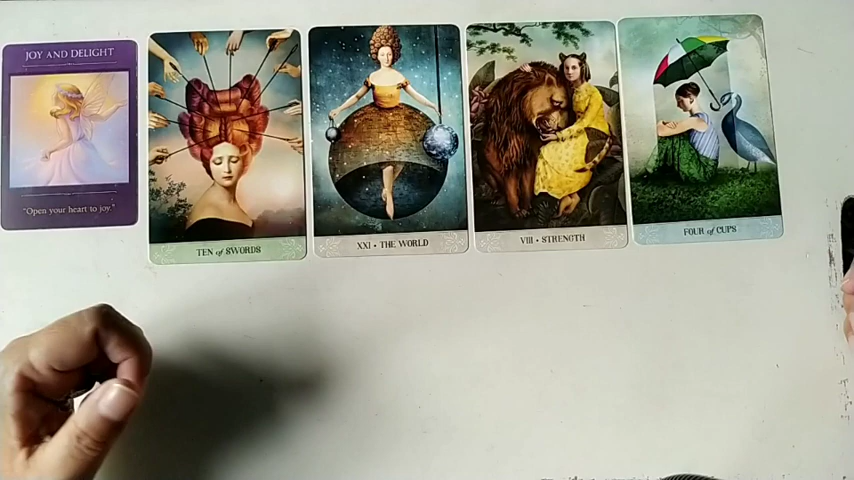 JOY AND DELIGHT
"Open your heart to joy."
TEN of SWORDS
XXI • THE WORLD
VIII • STRENGTH
FOUR of CUPS